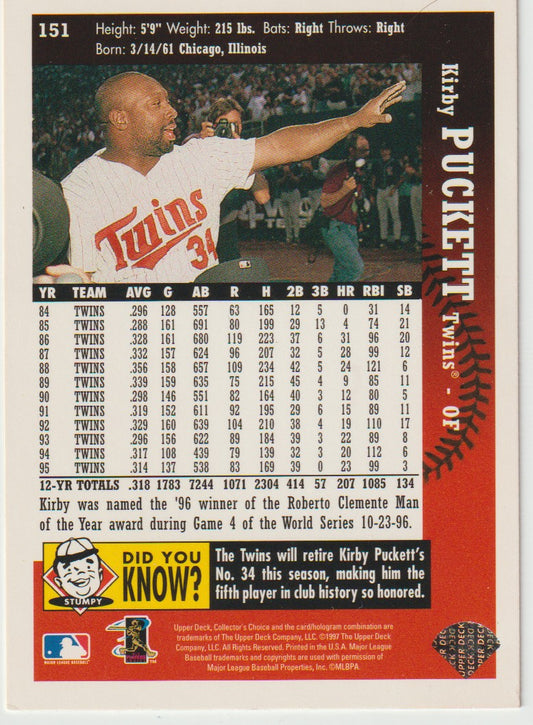 151
Height: 5'9" Weight: 215 lbs. Bats: Right Throws: Right
Born: 3/14/61 Chicago, Illinois
Kirby PUCKETT Twins® - OF
Twins
34
YR TEAM AVG G AB R H 2B 3B HR RBI SB
84 TWINS .296 128 557 63 165 12 5 0 31 14
85 TWINS .288 161 691 80 199 29 13 4 74 21
86 TWINS .328 161 680 119 223 37 6 31 96 20
87 TWINS .332 157 624 96 207 32 5 28 99 12
88 TWINS .356 158 657 109 234 42 5 24 121 6
89 TWINS .339 159 635 75 215 45 4 9 85 11
90 TWINS .298 146 551 82 164 40 3 12 80 5
91 TWINS .319 152 611 92 195 29 6 15 89 11
92 TWINS .329 160 639 104 210 38 4 19 110 17
93 TWINS .296 156 622 89 184 39 3 22 89 8
94 TWINS .317 108 439 79 139 32 3 20 112 6
95 TWINS .314 137 538 83 169 39 0 23 99 3
12-YR TOTALS .318 1783 7244 1071 2304 414 57 207 1085 134
Kirby was named the '96 winner of the Roberto Clemente Man
of the Year award during Game 4 of the World Series 10-23-96.
STUMPY
DID YOU
KNOW?
The Twins will retire Kirby Puckett's
No. 34 this season, making him the
fifth player in club history so honored.
MAJOR LEAGUE BASEBALL
Upper Deck, Collector's Choice and the card/hologram combination are
trademarks of The Upper Deck Company, LLC. ©1997 The Upper Deck
Company, LLC. All Rights Reserved. Printed in the U.S.A. Major League
Baseball trademarks and copyrights are used with permission of
Major League Baseball Properties, Inc. ©MLBPA.
UPPER DECK